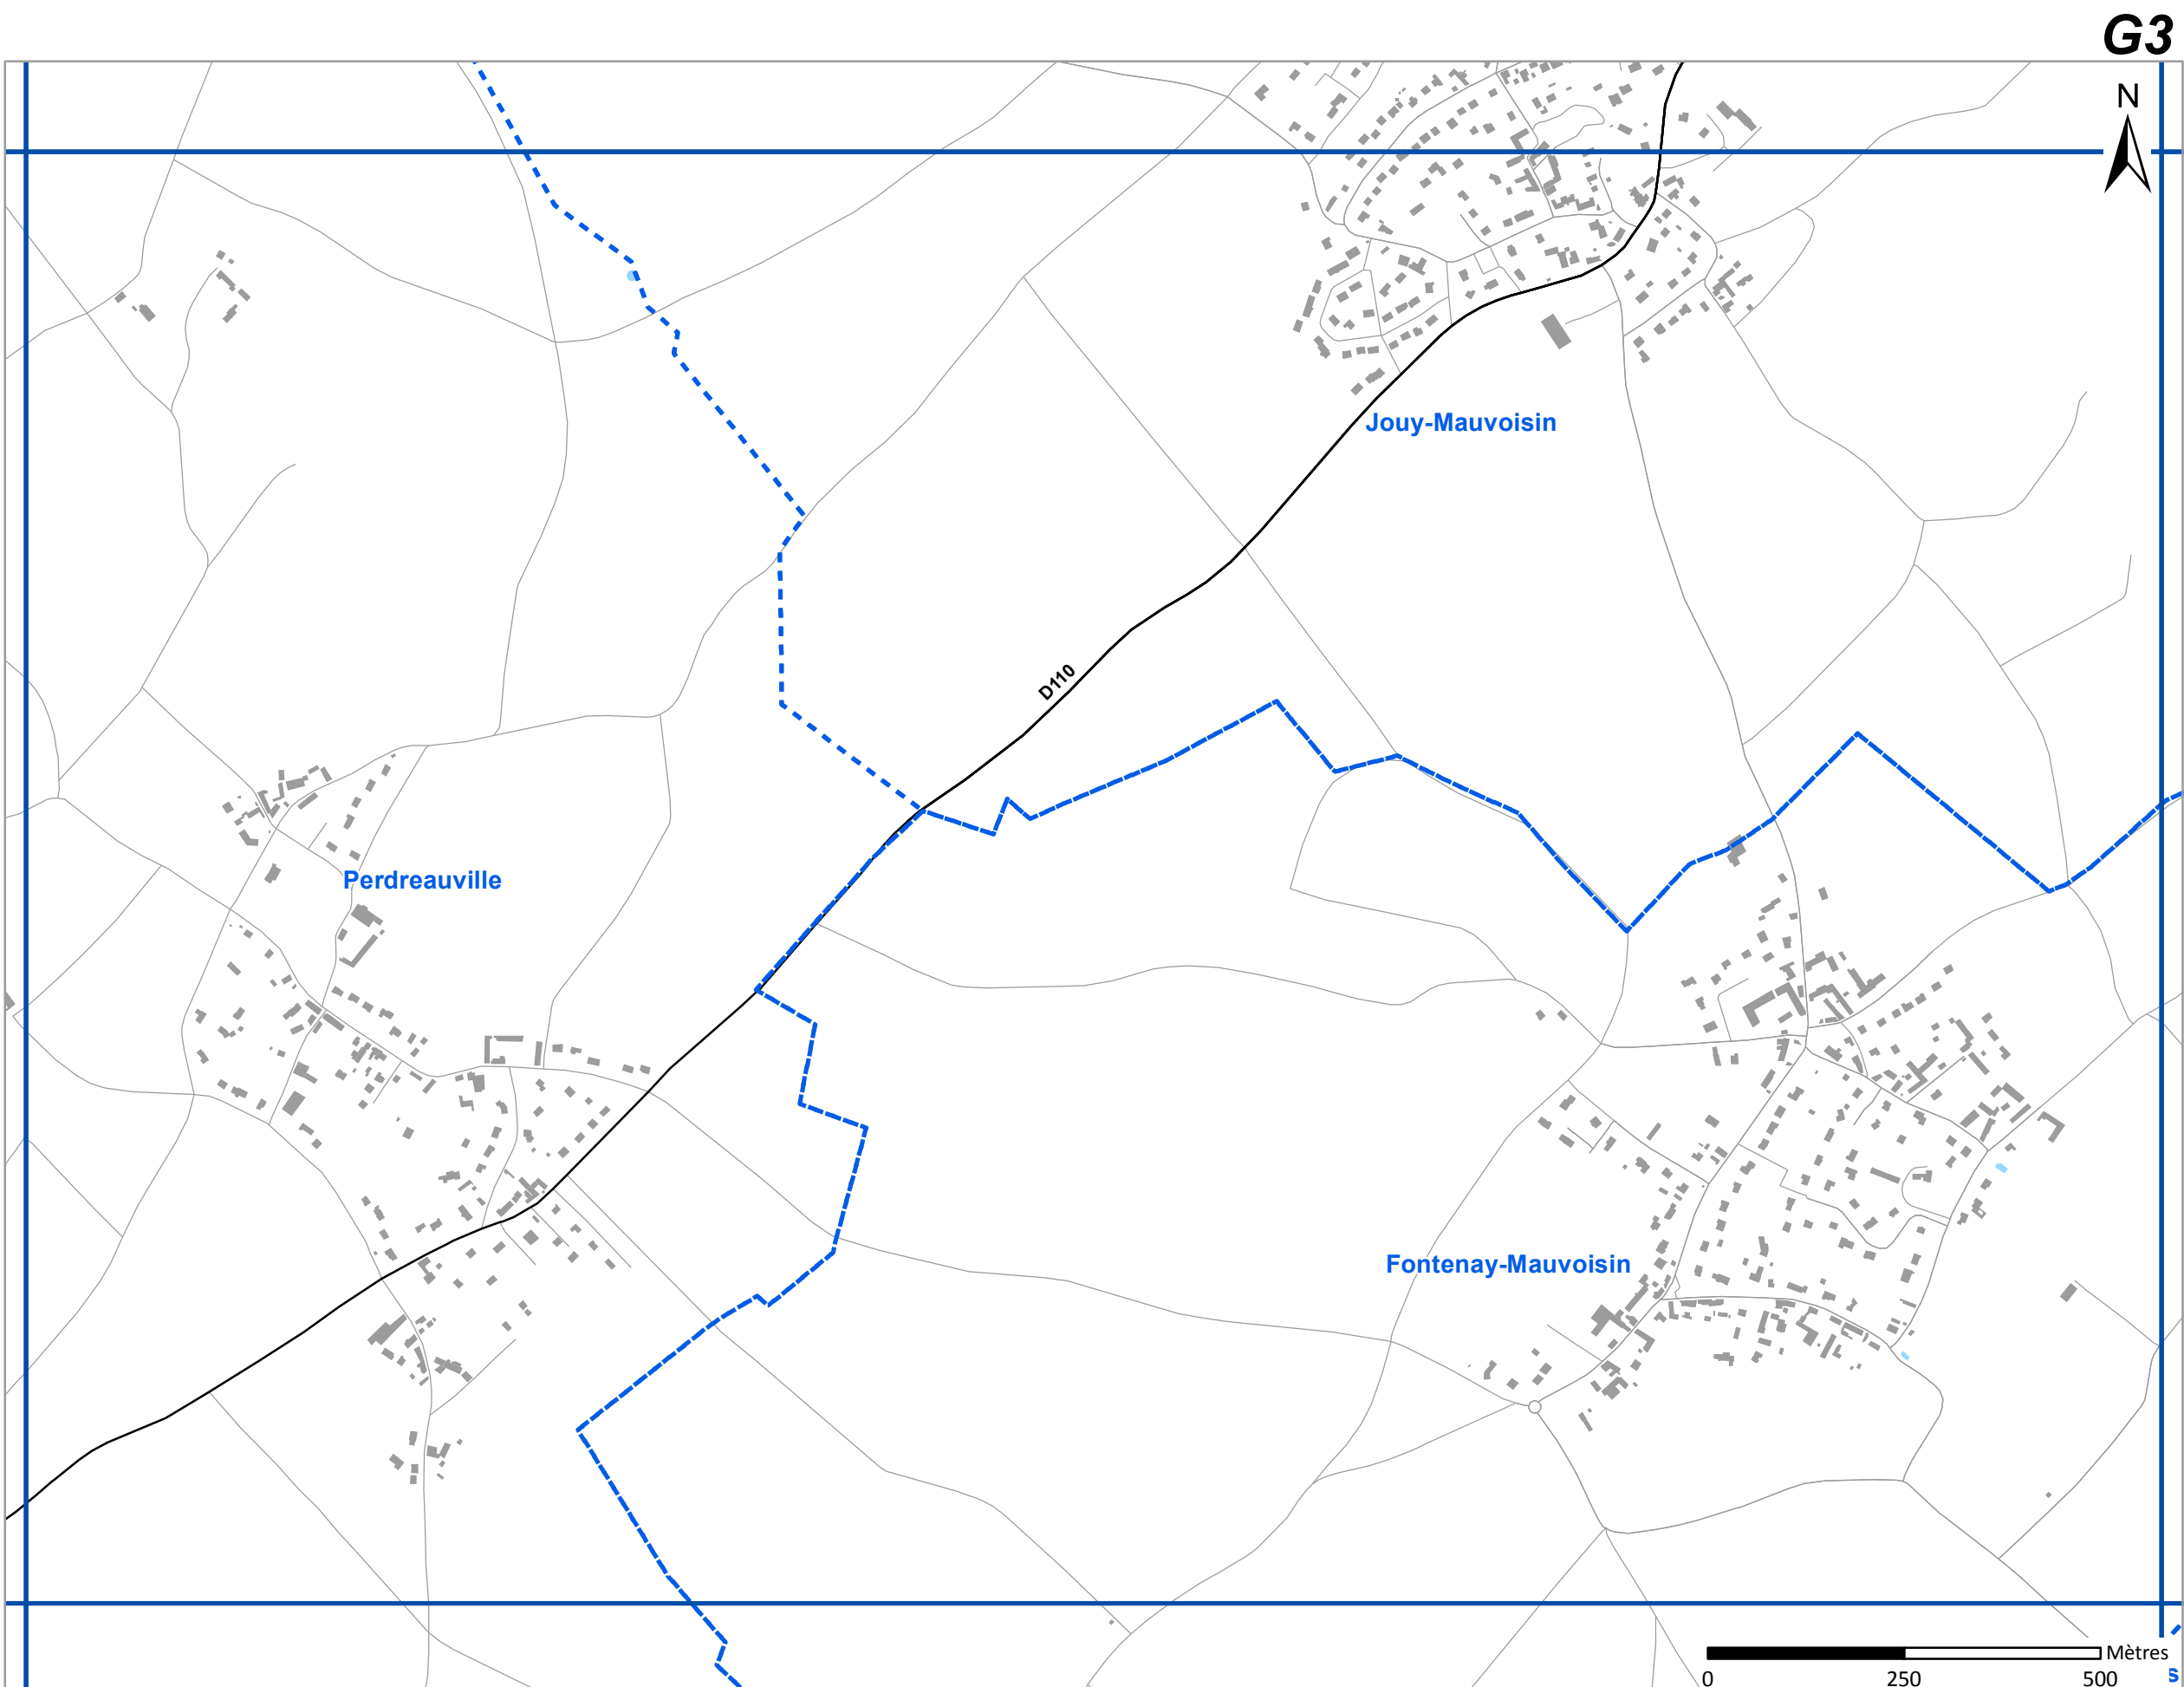 G3
N
Jouy-Mauvoisin
D110
Perdreauville
Fontenay-Mauvoisin
Mètres
0 250 500
s